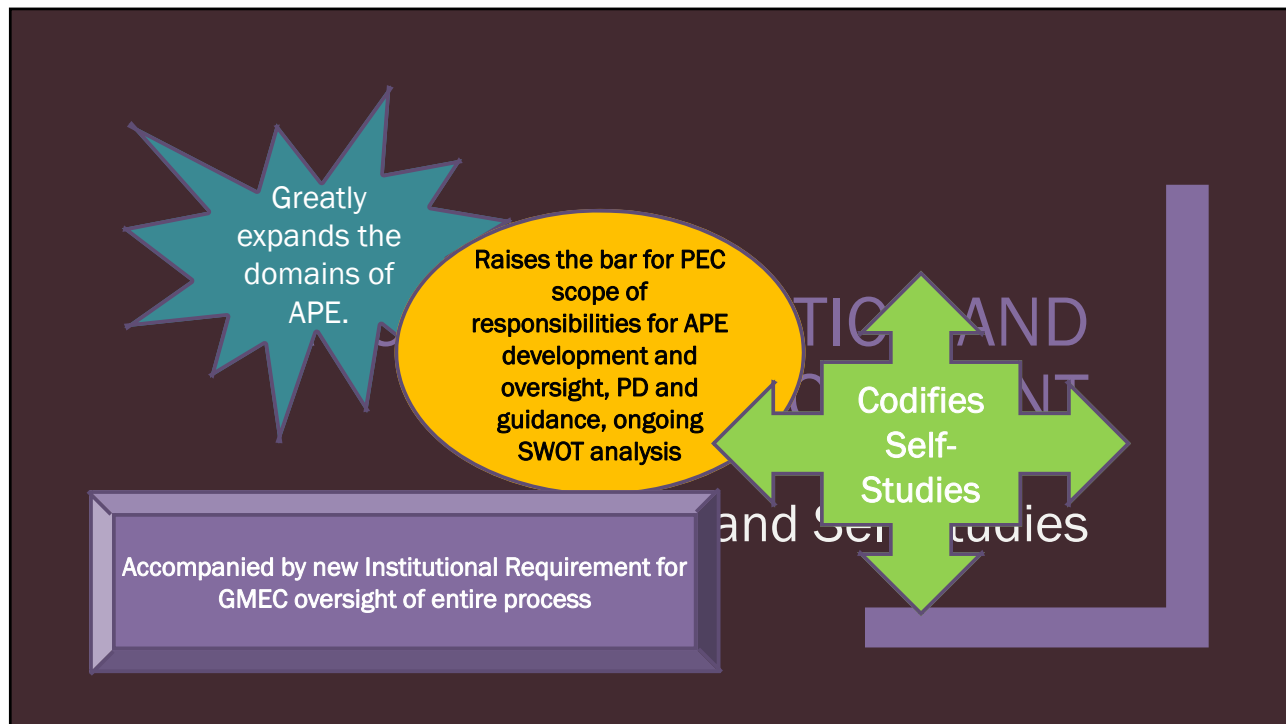 Greatly
expands the
domains of
APE.
Raises the bar for PEC
scope of
responsibilities for APE
development and
oversight, PD and
guidance, ongoing
SWOT analysis
AND
Codifies
Self-
Studies
and
Accompanied by new Institutional Requirement for
GMEC oversight of entire process